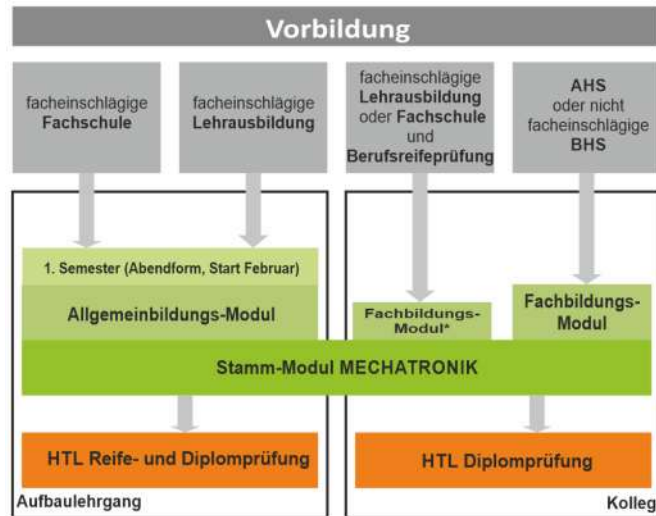 Vorbildung
facheinschlägige
Fachschule
facheinschlägige
Lehrausbildung
facheinschlägige
Lehrausbildung
oder Fachschule
und
Berufsreifeprüfung
AHS
oder nicht
facheinschlägige
BHS
1. Semester (Abendform, Start Februar)
Allgemeinbildungs-Modul
Fachbildungs-
Modul*
Fachbildungs-
Modul
Stamm-Modul MECHATRONIK
HTL Reife- und Diplomprüfung
HTL Diplomprüfung
Aufbaulehrgang
Kolleg